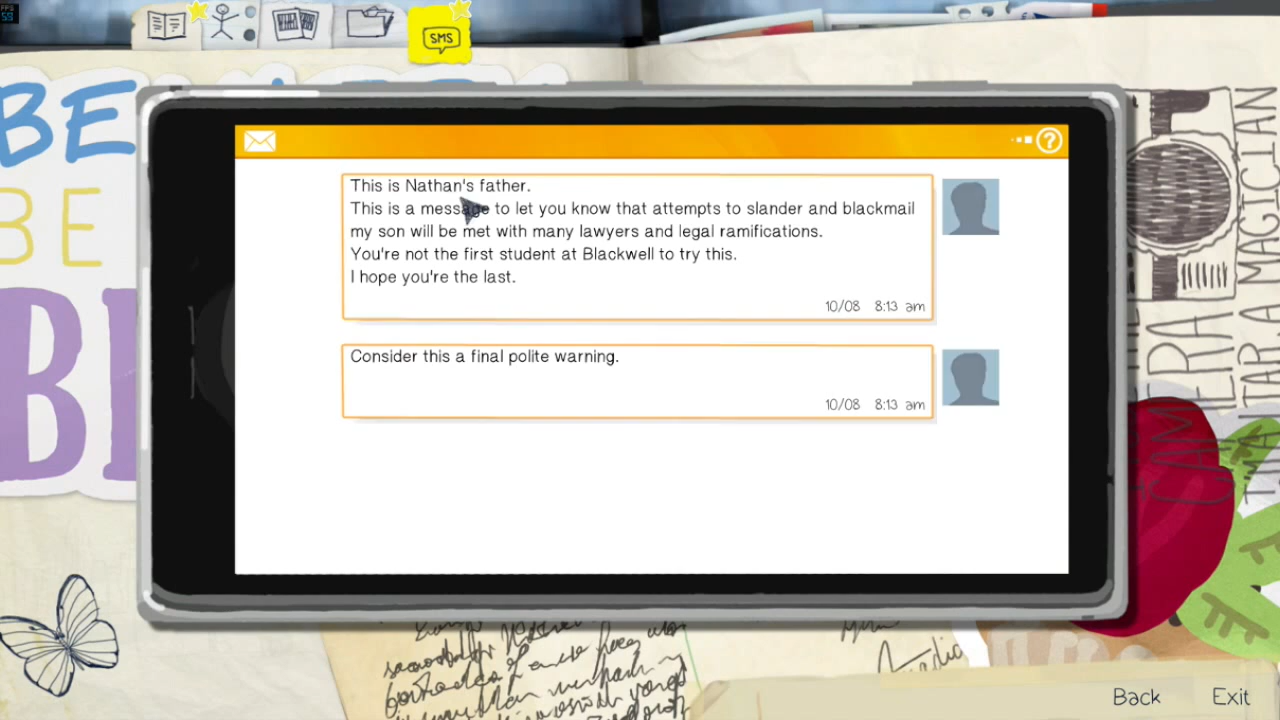 FPS
59
SMS
This is Nathan's father.
This is a message to let you know that attempts to slander and blackmail
my son will be met with many lawyers and legal ramifications.
You're not the first student at Blackwell to try this.
I hope you're the last.
10/08 8:13 am
Consider this a final polite warning.
10/08 8:13 am
BE
BE
CAMERA
MAGICIAN
Back
Exit